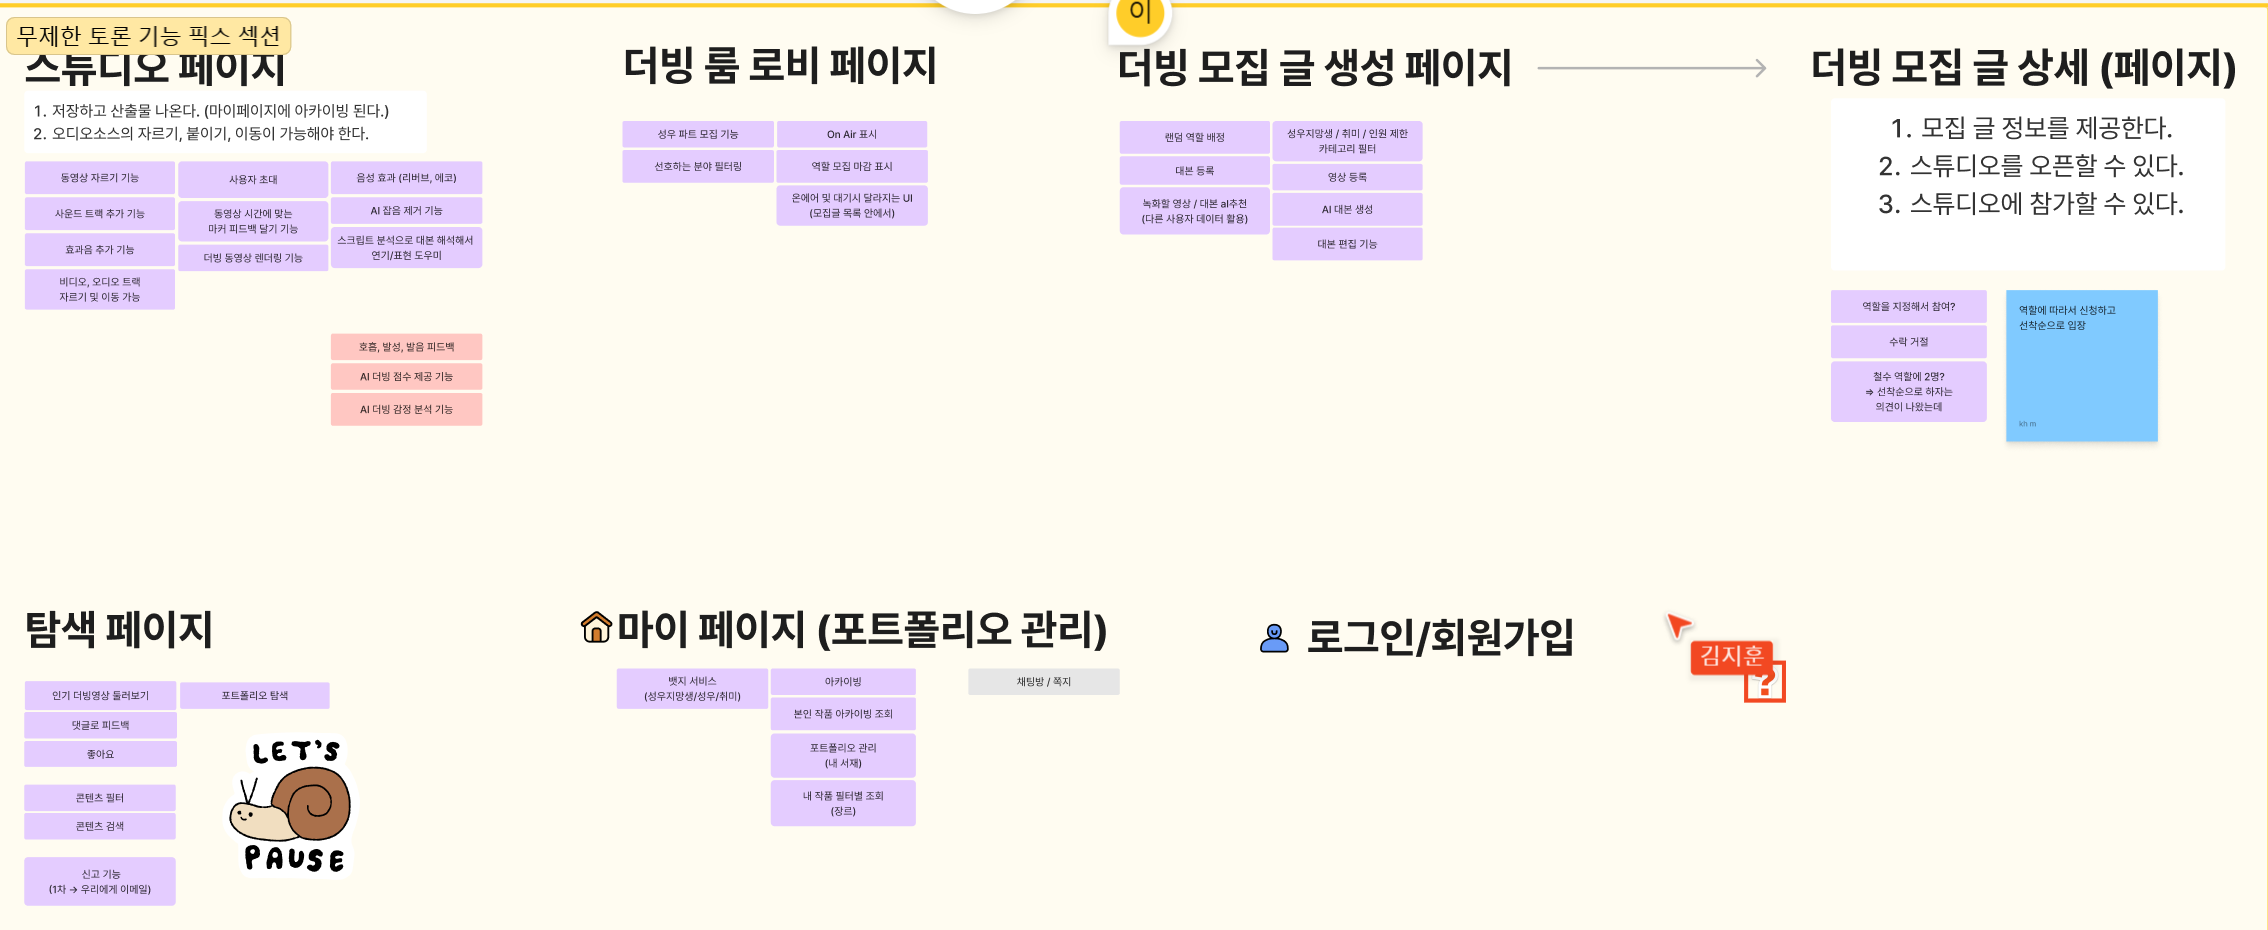 이
무제한 토론 기능 픽스 섹션
스튜디오 페이지
1. 저장하고 산출물 나온다. (마이페이지에 아카이빙 된다.)
2. 오디오소스의 자르기, 붙이기, 이동이 가능해야 한다.
동영상 자르기 기능
사운드 트랙 추가 기능
효과음 추가 기능
비디오, 오디오 트랙
자르기 및 이동 가능
사용자 초대
동영상 시간에 맞는
마커 피드백 달기 기능
더빙 동영상 렌더링 기능
음성 효과 (리버브, 에코)
AI 잡음 제거 기능
스크립트 분석으로 대본 해석해서
연기/표현 도우미
호흡, 발성, 발음 피드백
AI 더빙 점수 제공 기능
AI 더빙 감정 분석 기능
더빙 룸 로비 페이지
성우 파트 모집 기능
선호하는 분야 필터링
On Air 표시
역할 모집 마감 표시
온에어 및 대기시 달라지는 UI
(모집글 목록 안에서)
더빙 모집 글 생성 페이지
랜덤 역할 배정
대본 등록
녹화할 영상 / 대본 ai추천
(다른 사용자 데이터 활용)
성우지망생 / 취미 / 인원 제한
카테고리 필터
영상 등록
AI 대본 생성
대본 편집 기능
더빙 모집 글 상세 (페이지)
1. 모집 글 정보를 제공한다.
2. 스튜디오를 오픈할 수 있다.
3. 스튜디오에 참가할 수 있다.
역할을 지정해서 참여?
수락 거절
철수 역할에 2명?
⇒ 선착순으로 하자는
의견이 나왔는데
역할에 따라서 신청하고
선착순으로 입장
kh m
탐색 페이지
인기 더빙영상 둘러보기
댓글로 피드백
좋아요
콘텐츠 필터
콘텐츠 검색
신고 기능
(1차 → 우리에게 이메일)
포트폴리오 탐색
LET'S
PAUSE
마이 페이지 (포트폴리오 관리)
뱃지 서비스
(성우지망생/성우/취미)
아카이빙
본인 작품 아카이빙 조회
포트폴리오 관리
(내 서재)
내 작품 필터별 조회
(장르)
채팅방 / 쪽지
로그인/회원가입
김지훈
?